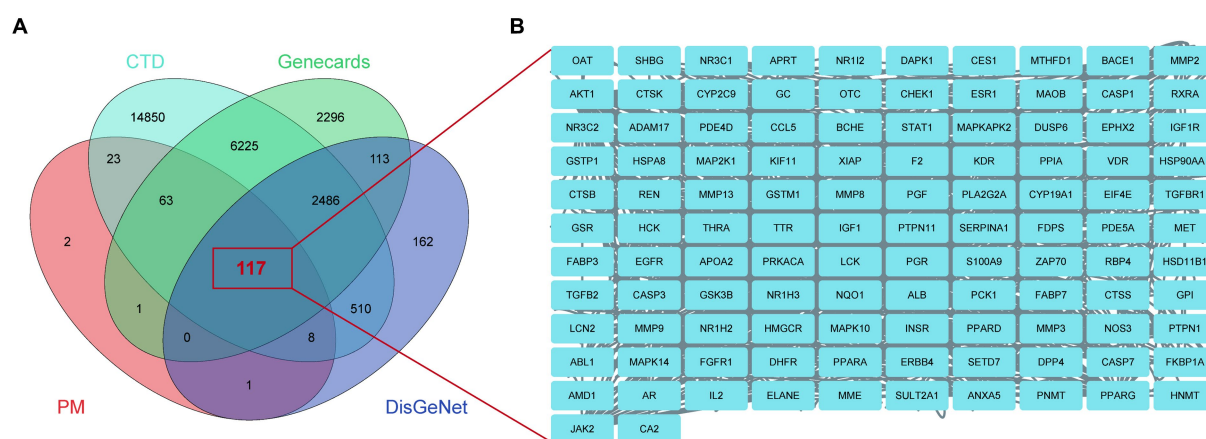 A
B
CTD
Genecards
14850
2296
23
6225
113
63
2486
2
162
117
1
510
0
8
1
PM
DisGeNet
OAT SHBG NR3C1 APRT NR1I2 DAPK1 CES1 MTHFD1 BACE1 MMP2
AKT1 CTSK CYP2C9 GC OTC CHEK1 ESR1 MAOB CASP1 RXRA
NR3C2 ADAM17 PDE4D CCL5 BCHE STAT1 MAPKAPK2 DUSP6 EPHX2 IGF1R
GSTP1 HSPA8 MAP2K1 KIF11 XIAP F2 KDR PPIA VDR HSP90AA
CTSB REN MMP13 GSTM1 MMP8 PGF PLA2G2A CYP19A1 EIF4E TGFBR1
GSR HCK THRA TTR IGF1 PTPN11 SERPINA1 FDPS PDE5A MET
FABP3 EGFR APOA2 PRKACA LCK PGR S100A9 ZAP70 RBP4 HSD11B1
TGFB2 CASP3 GSK3B NR1H3 NQO1 ALB PCK1 FABP7 CTSS GPI
LCN2 MMP9 NR1H2 HMGCR MAPK10 INSR PPARD MMP3 NOS3 PTPN1
ABL1 MAPK14 FGFR1 DHFR PPARA ERBB4 SETD7 DPP4 CASP7 FKBP1A
AMD1 AR IL2 ELANE MME SULT2A1 ANXA5 PNMT PPARG HNMT
JAK2 CA2